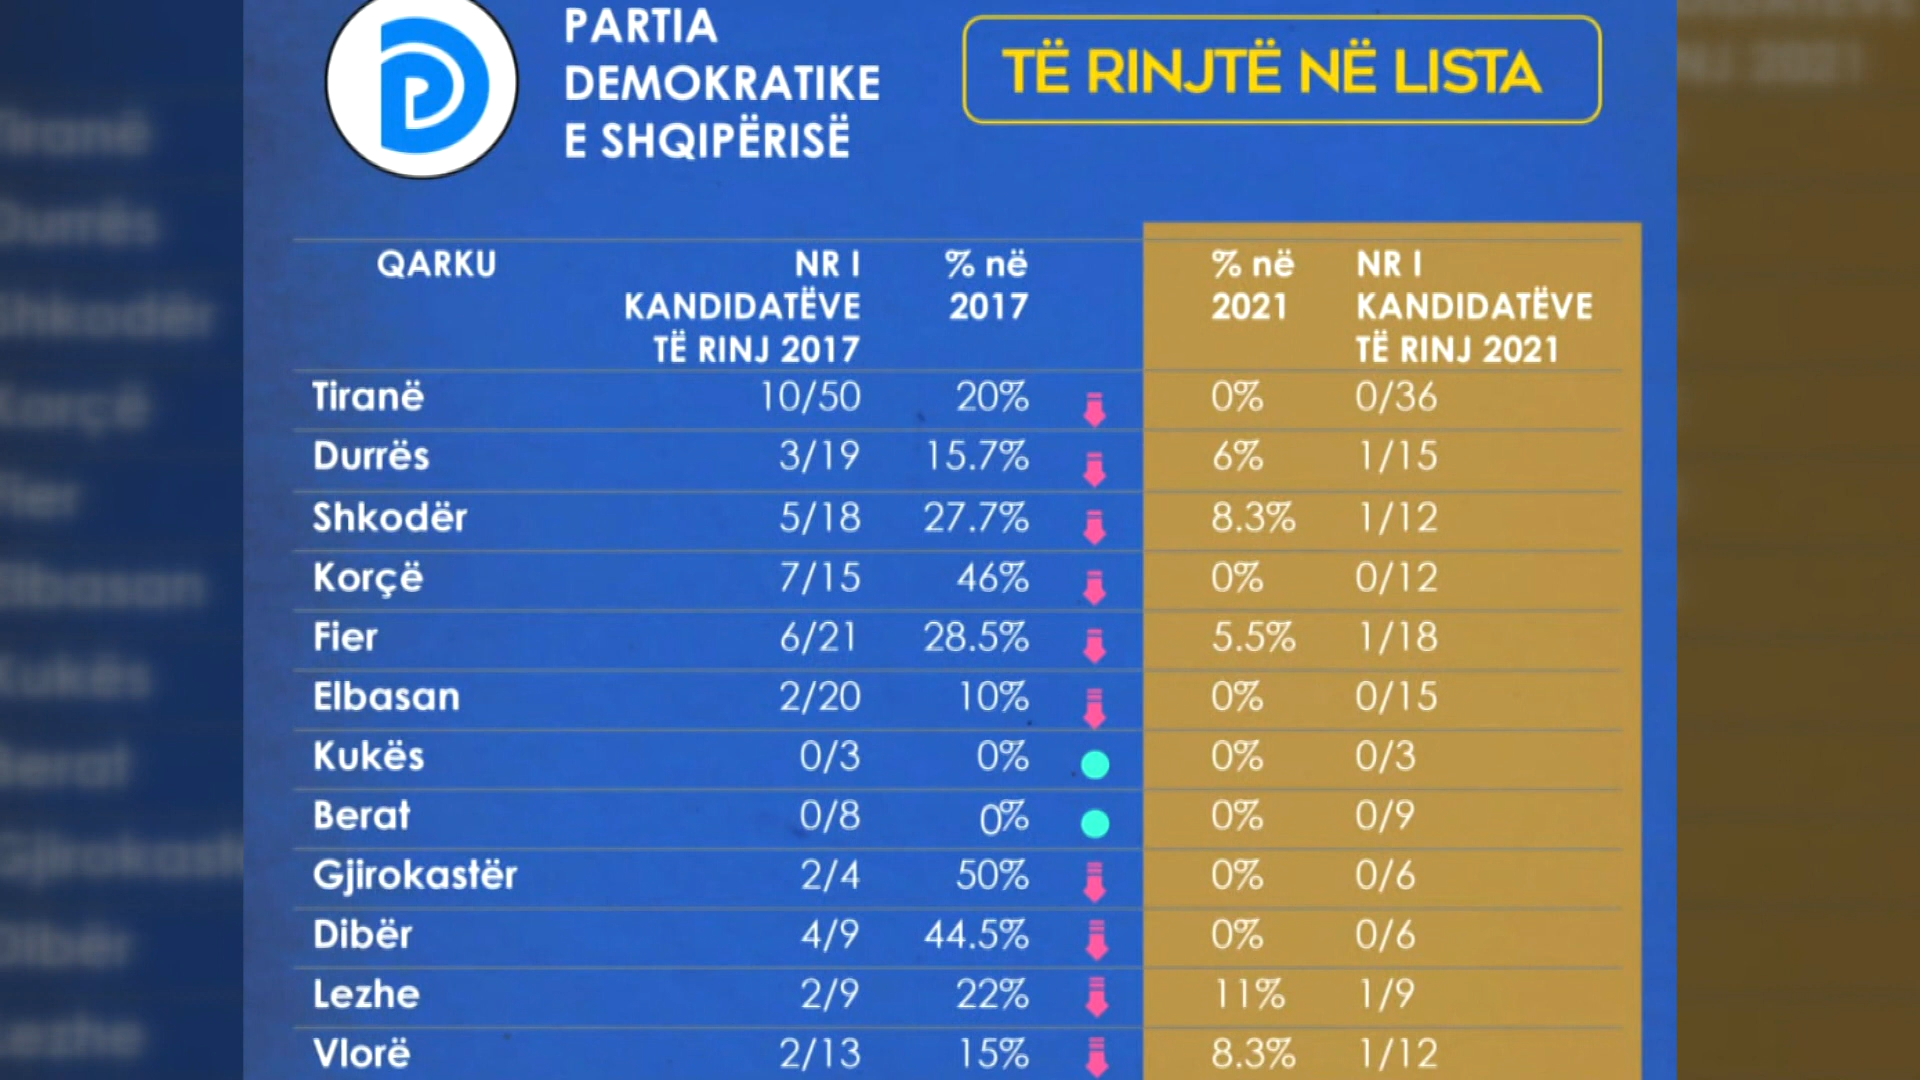 PARTIA
DEMOKRATIKE
E SHQIPËRISË
TË RINJTË NË LISTA
QARKU NR I KANDIDATËVE TË RINJ 2017 % në 2017 % në 2021 NR I KANDIDATËVE TË RINJ 2021
Tiranë 10/50 20% 0% 0/36
Durrës 3/19 15.7% 6% 1/15
Shkodër 5/18 27.7% 8.3% 1/12
Korçë 7/15 46% 0% 0/12
Fier 6/21 28.5% 5.5% 1/18
Elbasan 2/20 10% 0% 0/15
Kukës 0/3 0% 0% 0/3
Berat 0/8 0% 0% 0/9
Gjirokastër 2/4 50% 0% 0/6
Dibër 4/9 44.5% 0% 0/6
Lezhe 2/9 22% 11% 1/9
Vlorë 2/13 15% 8.3% 1/12